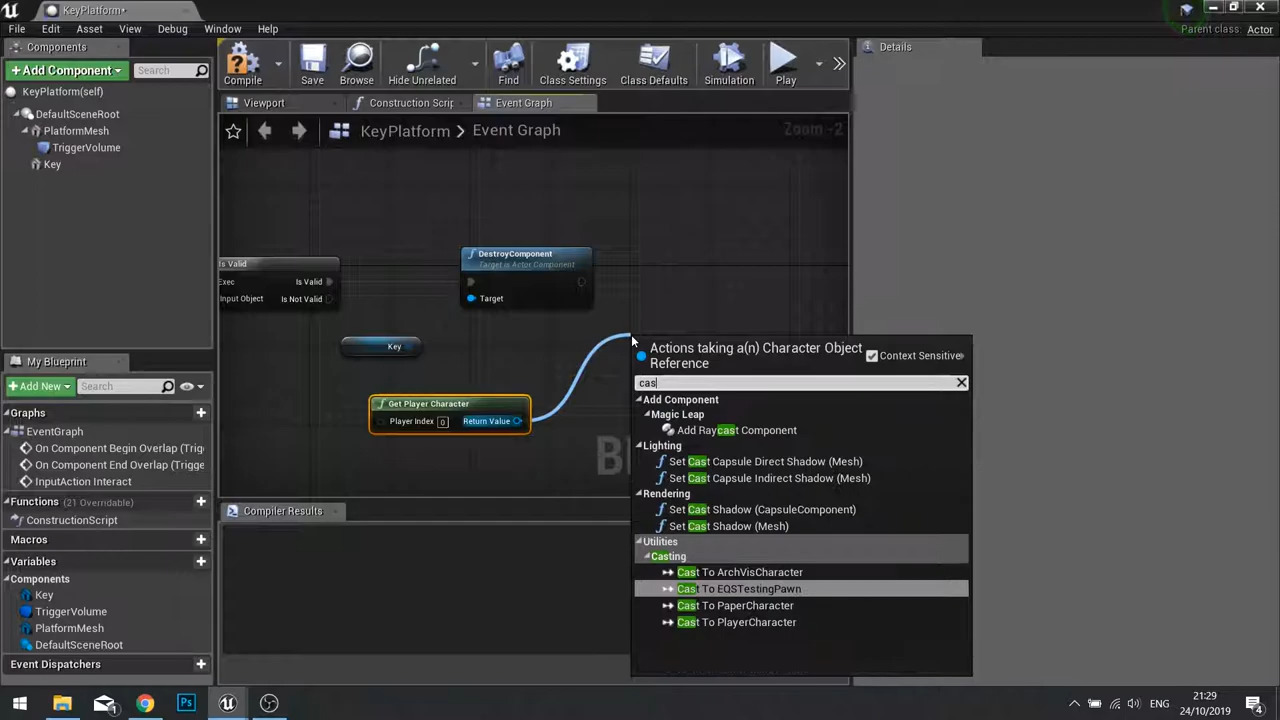 KeyPlatform*
File Edit Asset View Debug Window Help
Parent class: Actor
Components
Details
+ Add Component
Search
KeyPlatform(self)
DefaultSceneRoot
PlatformMesh
TriggerVolume
Key
Compile
Save
Browse
Hide Unrelated
Find
Class Settings
Class Defaults
Simulation
Play
Viewport
Construction Scrip
Event Graph
KeyPlatform > Event Graph
Zoom -2
Is Valid
Exec
Is Valid
Input Object
Is Not Valid
DestroyComponent
Target is Actor Component
Target
Key
Get Player Character
Player Index 0
Return Value
Actions taking a(n) Character Object
Reference
Context Sensitive
cas
Add Component
Magic Leap
Add Raycast Component
Lighting
Set Cast Capsule Direct Shadow (Mesh)
Set Cast Capsule Indirect Shadow (Mesh)
Rendering
Set Cast Shadow (CapsuleComponent)
Set Cast Shadow (Mesh)
Utilities
Casting
Cast To ArchVisCharacter
Cast To EQSTestingPawn
Cast To PaperCharacter
Cast To PlayerCharacter
My Blueprint
+ Add New
Search
Graphs
EventGraph
On Component Begin Overlap (Trigge
On Component End Overlap (Trigge
InputAction Interact
Functions (21 Overridable)
ConstructionScript
Macros
Variables
Components
Key
TriggerVolume
PlatformMesh
DefaultSceneRoot
Event Dispatchers
Compiler Results
Ps
ENG
21:29
24/10/2019
4